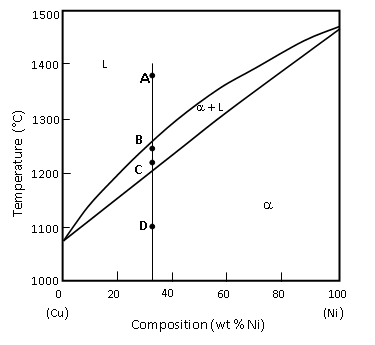 1500
1400
1300
1200
1100
1000
Temperature (°C)
L
A
B
C
D
α + L
α
0
20
40
60
80
100
(Cu)
(Ni)
Composition (wt % Ni)